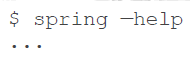 $ spring —help
...